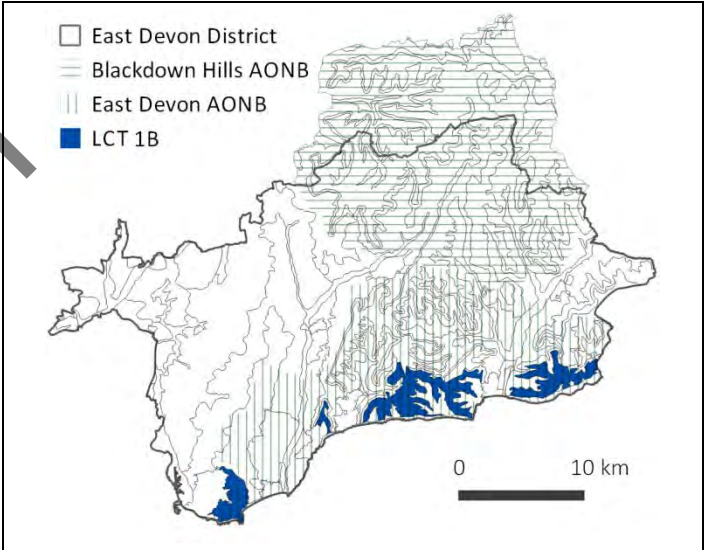 East Devon District
Blackdown Hills AONB
East Devon AONB
LCT 1B
0 10 km